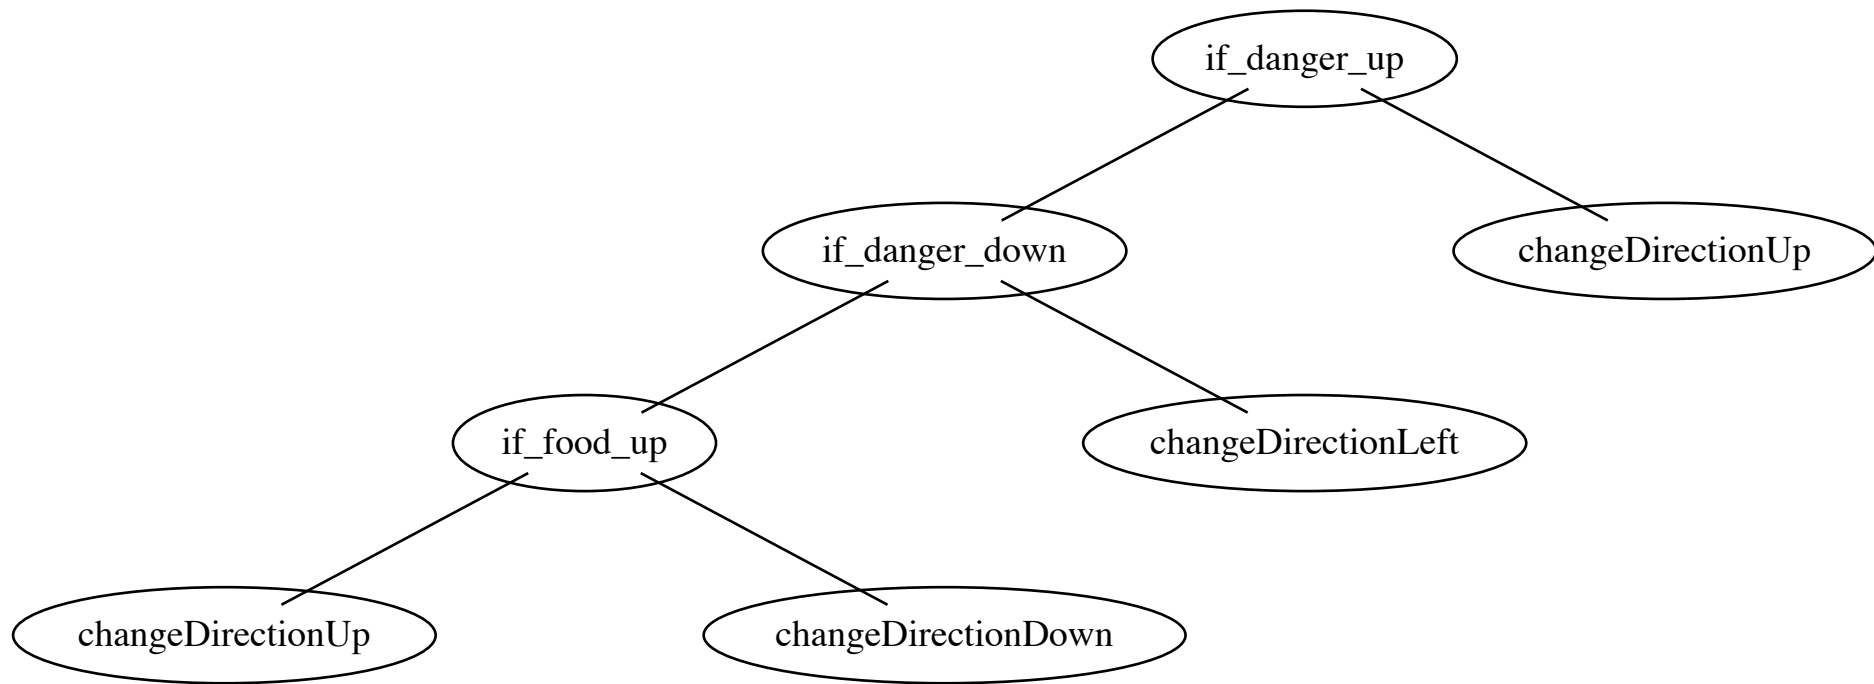 if_danger_up
if_danger_down
changeDirectionUp
if_food_up
changeDirectionLeft
changeDirectionUp
changeDirectionDown